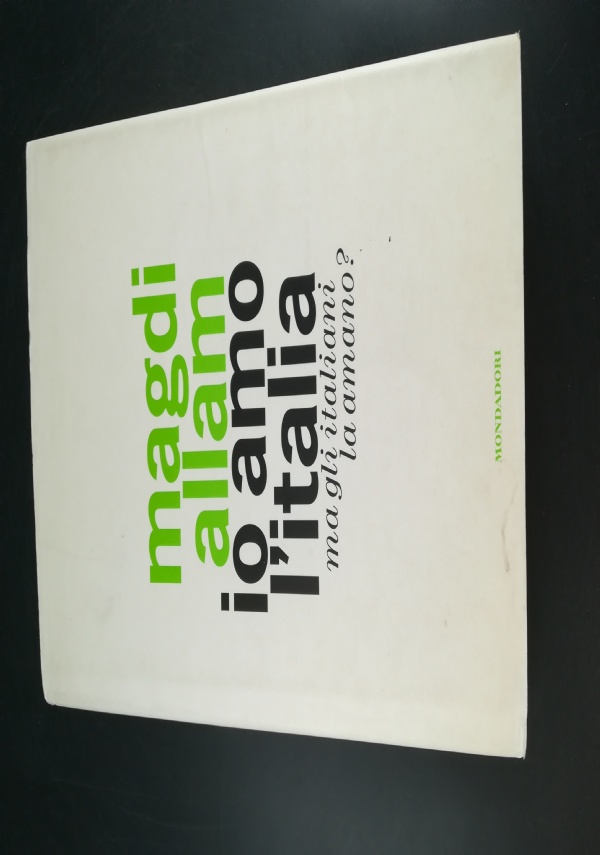 magdi
allam
io amo
l'italia
ma gli italiani
la amano?
MONDADORI